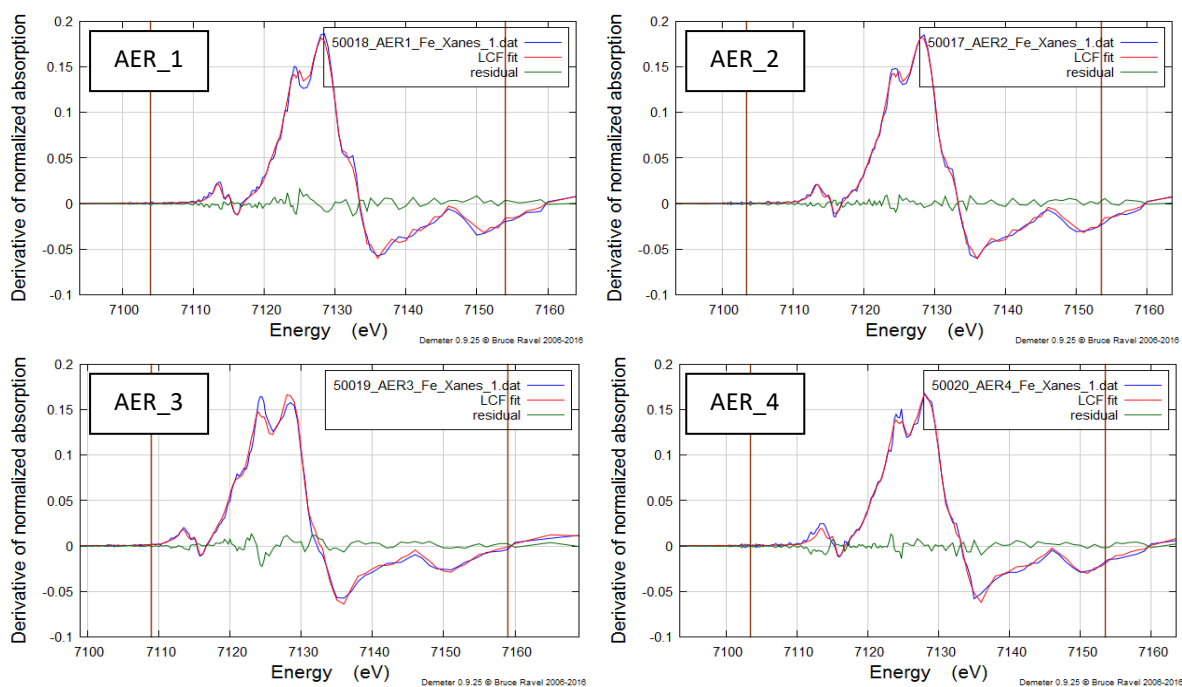 AER_1
50018_AER1_Fe_Xanes_1.dat
LCF fit
residual
Derivative of normalized absorption
0.2
0.15
0.1
0.05
0
-0.05
-0.1
7100 7110 7120 7130 7140 7150 7160
Energy (eV)
Demeter 0.9.25 © Bruce Ravel 2006-2016
AER_2
50017_AER2_Fe_Xanes_1.dat
LCF fit
residual
Derivative of normalized absorption
0.2
0.15
0.1
0.05
0
-0.05
-0.1
7100 7110 7120 7130 7140 7150 7160
Energy (eV)
Demeter 0.9.25 © Bruce Ravel 2006-2016
AER_3
50019_AER3_Fe_Xanes_1.dat
LCF fit
residual
Derivative of normalized absorption
0.2
0.15
0.1
0.05
0
-0.05
-0.1
7100 7110 7120 7130 7140 7150 7160
Energy (eV)
Demeter 0.9.25 © Bruce Ravel 2006-2016
AER_4
50020_AER4_Fe_Xanes_1.dat
LCF fit
residual
Derivative of normalized absorption
0.2
0.15
0.1
0.05
0
-0.05
-0.1
7100 7110 7120 7130 7140 7150 7160
Energy (eV)
Demeter 0.9.25 © Bruce Ravel 2006-2016